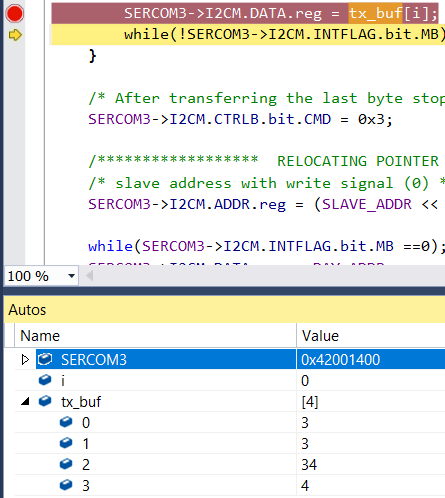 SERCOM3->I2CM.DATA.reg = tx_buf[i];
while(!SERCOM3->I2CM.INTFLAG.bit.MB)
}
/* After transferring the last byte stop
SERCOM3->I2CM.CTRLB.bit.CMD = 0x3;
/****************** RELOCATING POINTER
/* slave address with write signal (0) *
SERCOM3->I2CM.ADDR.reg = (SLAVE_ADDR <<
while(SERCOM3->I2CM.INTFLAG.bit.MB ==0);
100 %
Autos
Name Value
SERCOM3 0x42001400
i 0
tx_buf [4]
0 3
1 3
2 34
3 4